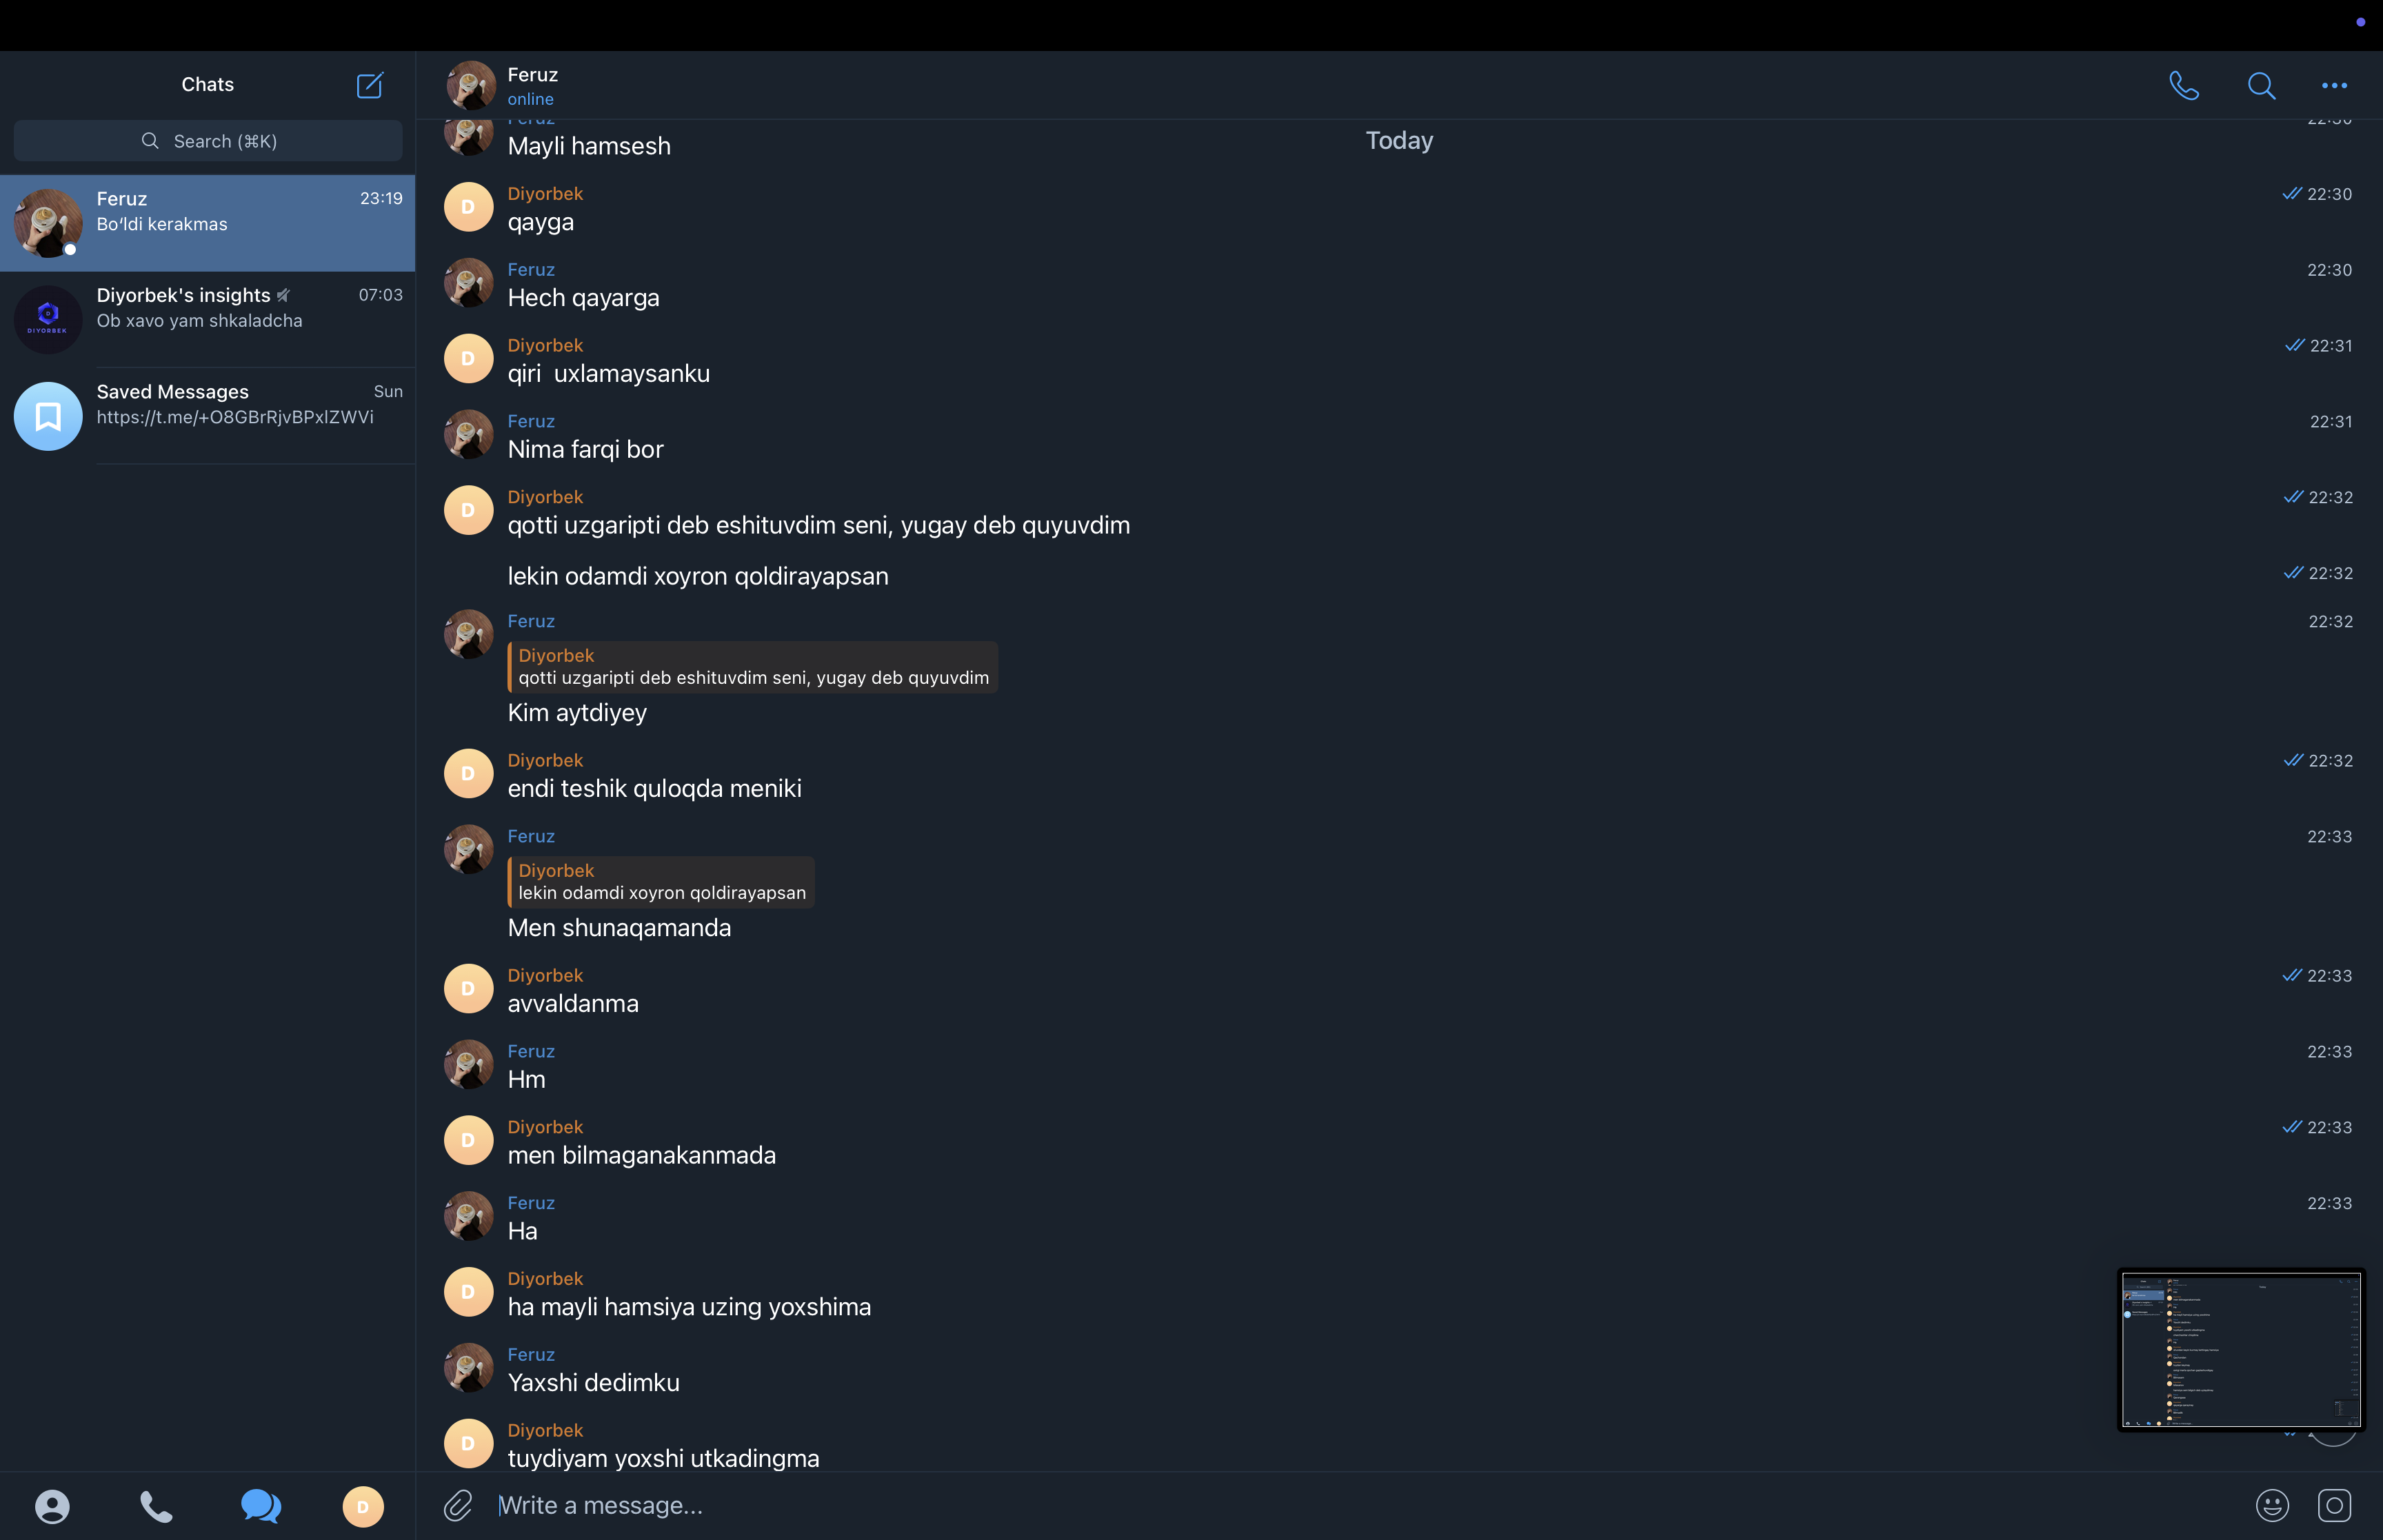 Chats
Search (⌘K)
Feruz
23:19
Bo‘ldi kerakmas
Diyorbek's insights
07:03
Ob xavo yam shkaladcha
DIYORBEK
Saved Messages
Sun
https://t.me/+O8GBrRjvBPxlZWVi
D
Feruz
online
Today
Feruz
22:30
Mayli hamsesh
D
Diyorbek
22:30
qayga
Feruz
22:30
Hech qayarga
D
Diyorbek
22:31
qiri  uxlamaysanku
Feruz
22:31
Nima farqi bor
D
Diyorbek
22:32
qotti uzgaripti deb eshituvdim seni, yugay deb quyuvdim
lekin odamdi xoyron qoldirayapsan
22:32
Feruz
22:32
Diyorbek
qotti uzgaripti deb eshituvdim seni, yugay deb quyuvdim
Kim aytdiyey
D
Diyorbek
22:32
endi teshik quloqda meniki
Feruz
22:33
Diyorbek
lekin odamdi xoyron qoldirayapsan
Men shunaqamanda
D
Diyorbek
22:33
avvaldanma
Feruz
22:33
Hm
D
Diyorbek
22:33
men bilmaganakanmada
Feruz
22:33
Ha
D
Diyorbek
ha mayli hamsiya uzing yoxshima
Feruz
Yaxshi dedimku
D
Diyorbek
tuydiyam yoxshi utkadingma
Write a message...